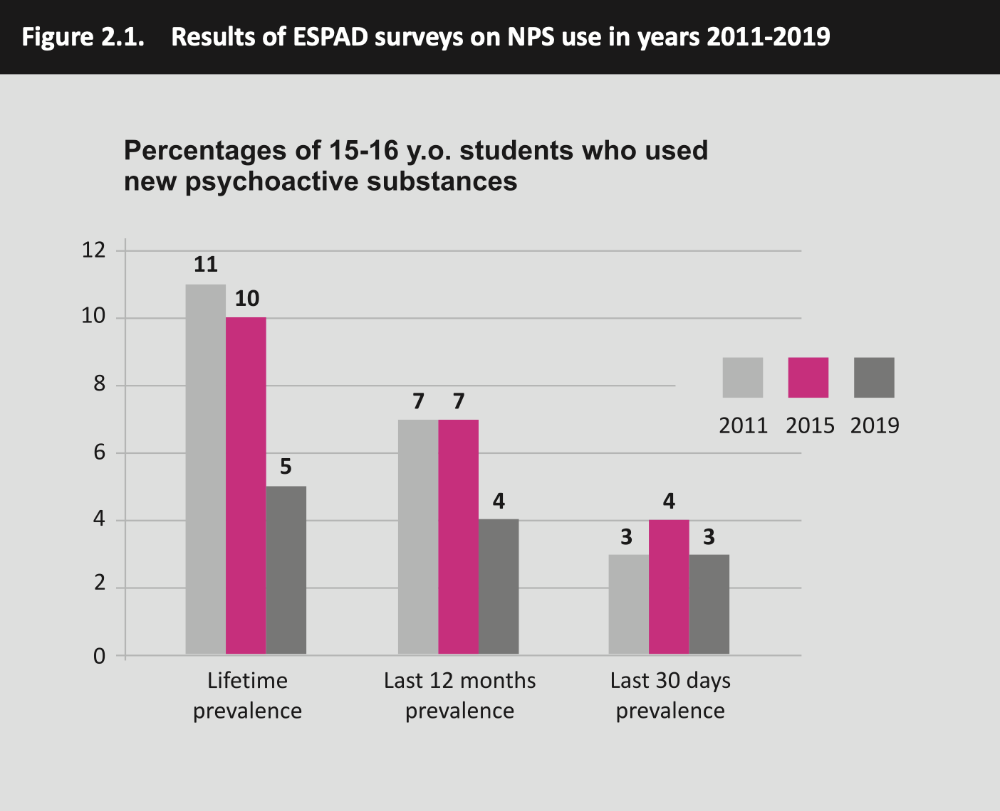 Figure 2.1. Results of ESPAD surveys on NPS use in years 2011-2019
Percentages of 15-16 y.o. students who used
new psychoactive substances
12
11
10
10
8
7 7
2011 2015 2019
6
5
4
4
4
3
3
2
0
Lifetime
prevalence
Last 12 months
prevalence
Last 30 days
prevalence